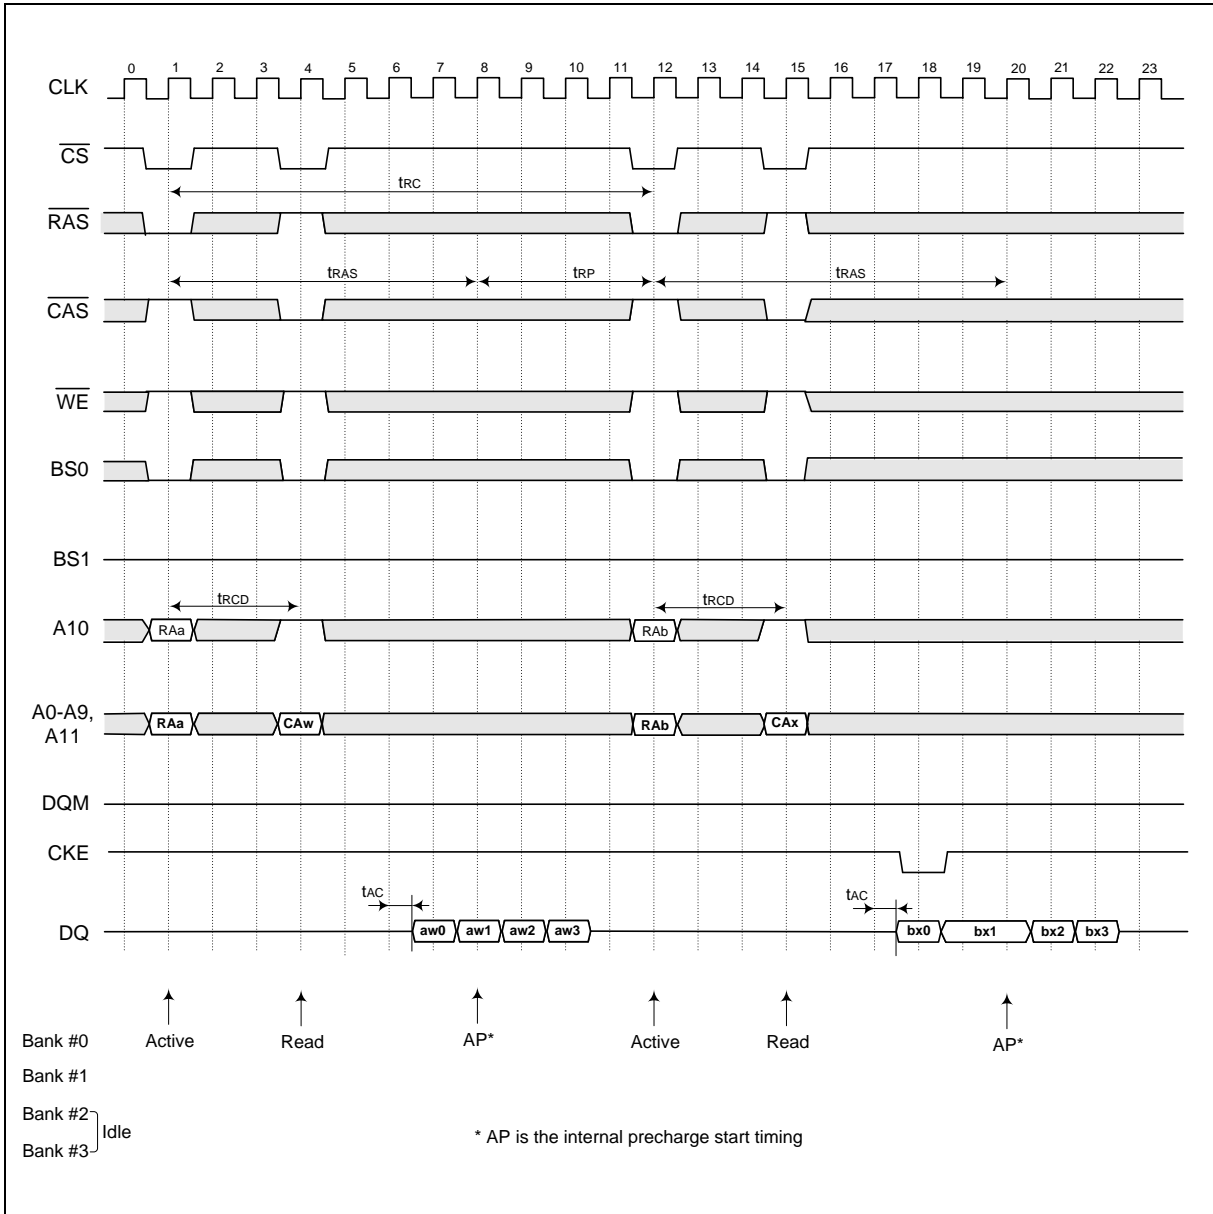 0 1 2 3 4 5 6 7 8 9 10 11 12 13 14 15 16 17 18 19 20 21 22 23
CLK
CS
tRC
RAS
tRAS tRP tRAS
CAS
WE
BS0
BS1
tRCD tRCD
A10 RAa RAb
A0-A9,
A11
RAa CAw RAb CAx
DQM
CKE
tAC tAC
DQ aw0 aw1 aw2 aw3 bx0 bx1 bx2 bx3
Bank #0 Active Read AP* Active Read AP*
Bank #1
Bank #2
Idle
Bank #3
* AP is the internal precharge start timing